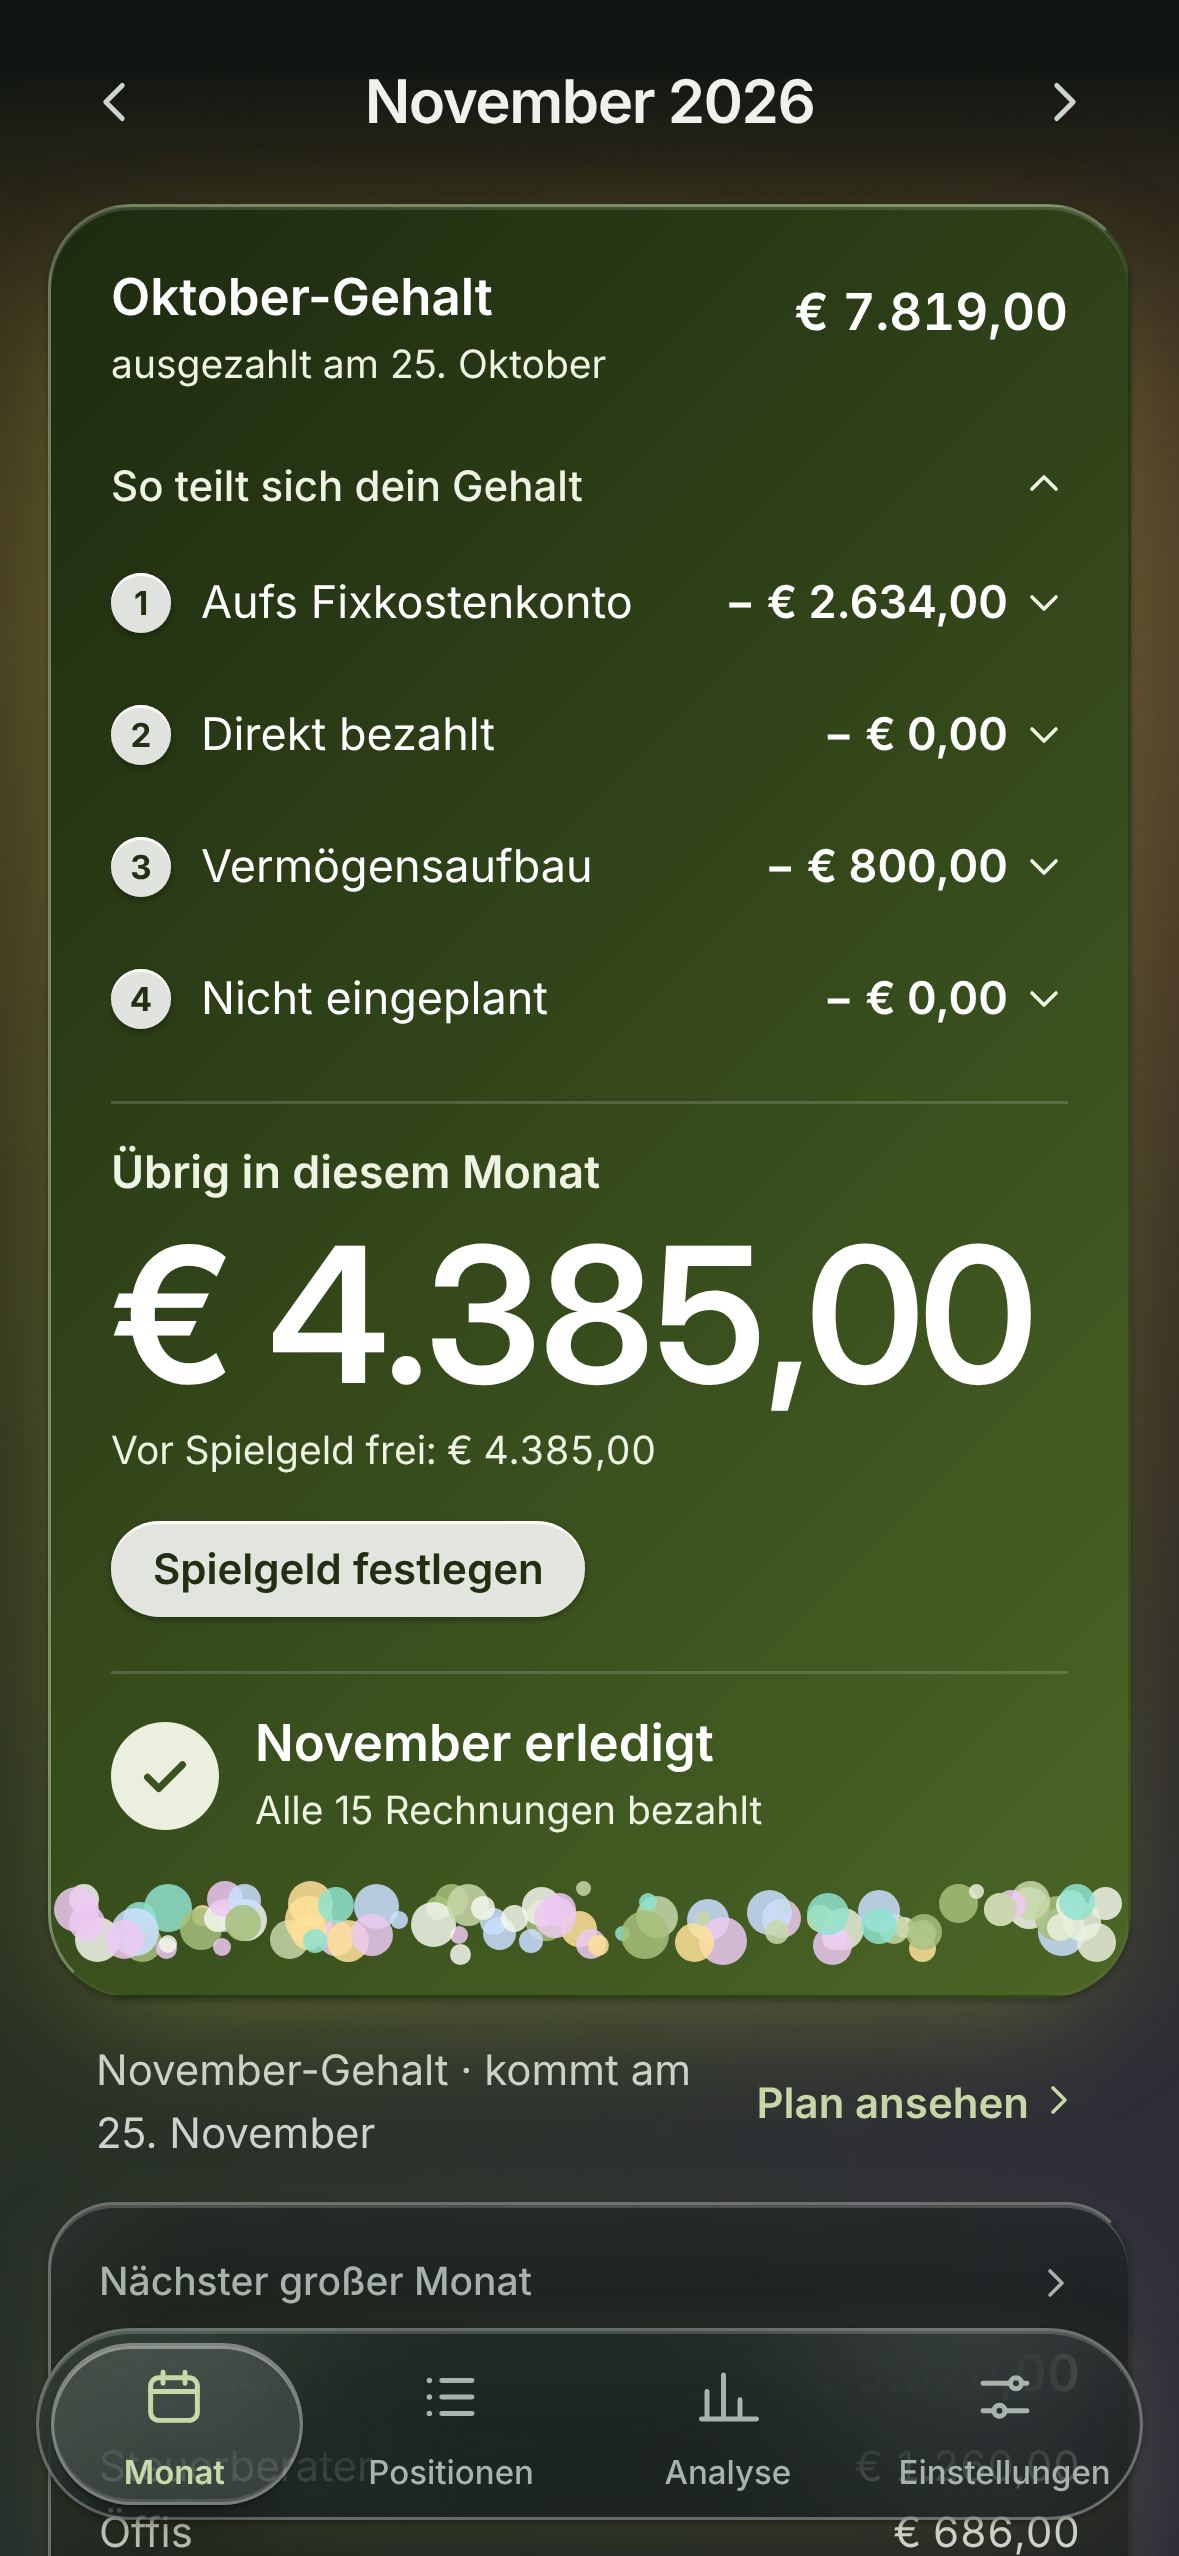 November 2026
Oktober-Gehalt
€ 7.819,00
ausgezahlt am 25. Oktober
So teilt sich dein Gehalt
1 Aufs Fixkostenkonto – € 2.634,00
2 Direkt bezahlt – € 0,00
3 Vermögensaufbau – € 800,00
4 Nicht eingeplant – € 0,00
Übrig in diesem Monat
€ 4.385,00
Vor Spielgeld frei: € 4.385,00
Spielgeld festlegen
November erledigt
Alle 15 Rechnungen bezahlt
November-Gehalt · kommt am
25. November
Plan ansehen
Nächster großer Monat
Steuerberater
Monat Positionen Analyse Einstellungen
Öffis € 686,00